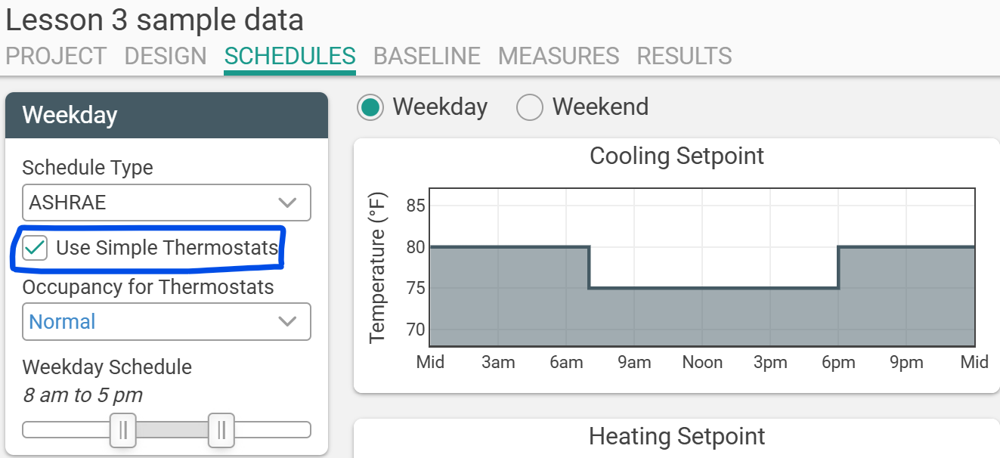 Lesson 3 sample data
PROJECT DESIGN SCHEDULES BASELINE MEASURES RESULTS
Weekday
Schedule Type
ASHRAE
Use Simple Thermostats
Occupancy for Thermostats
Normal
Weekday Schedule
8 am to 5 pm
Weekday Weekend
Cooling Setpoint
Temperature (°F)
85
80
75
70
Mid 3am 6am 9am Noon 3pm 6pm 9pm Mid
Heating Setpoint